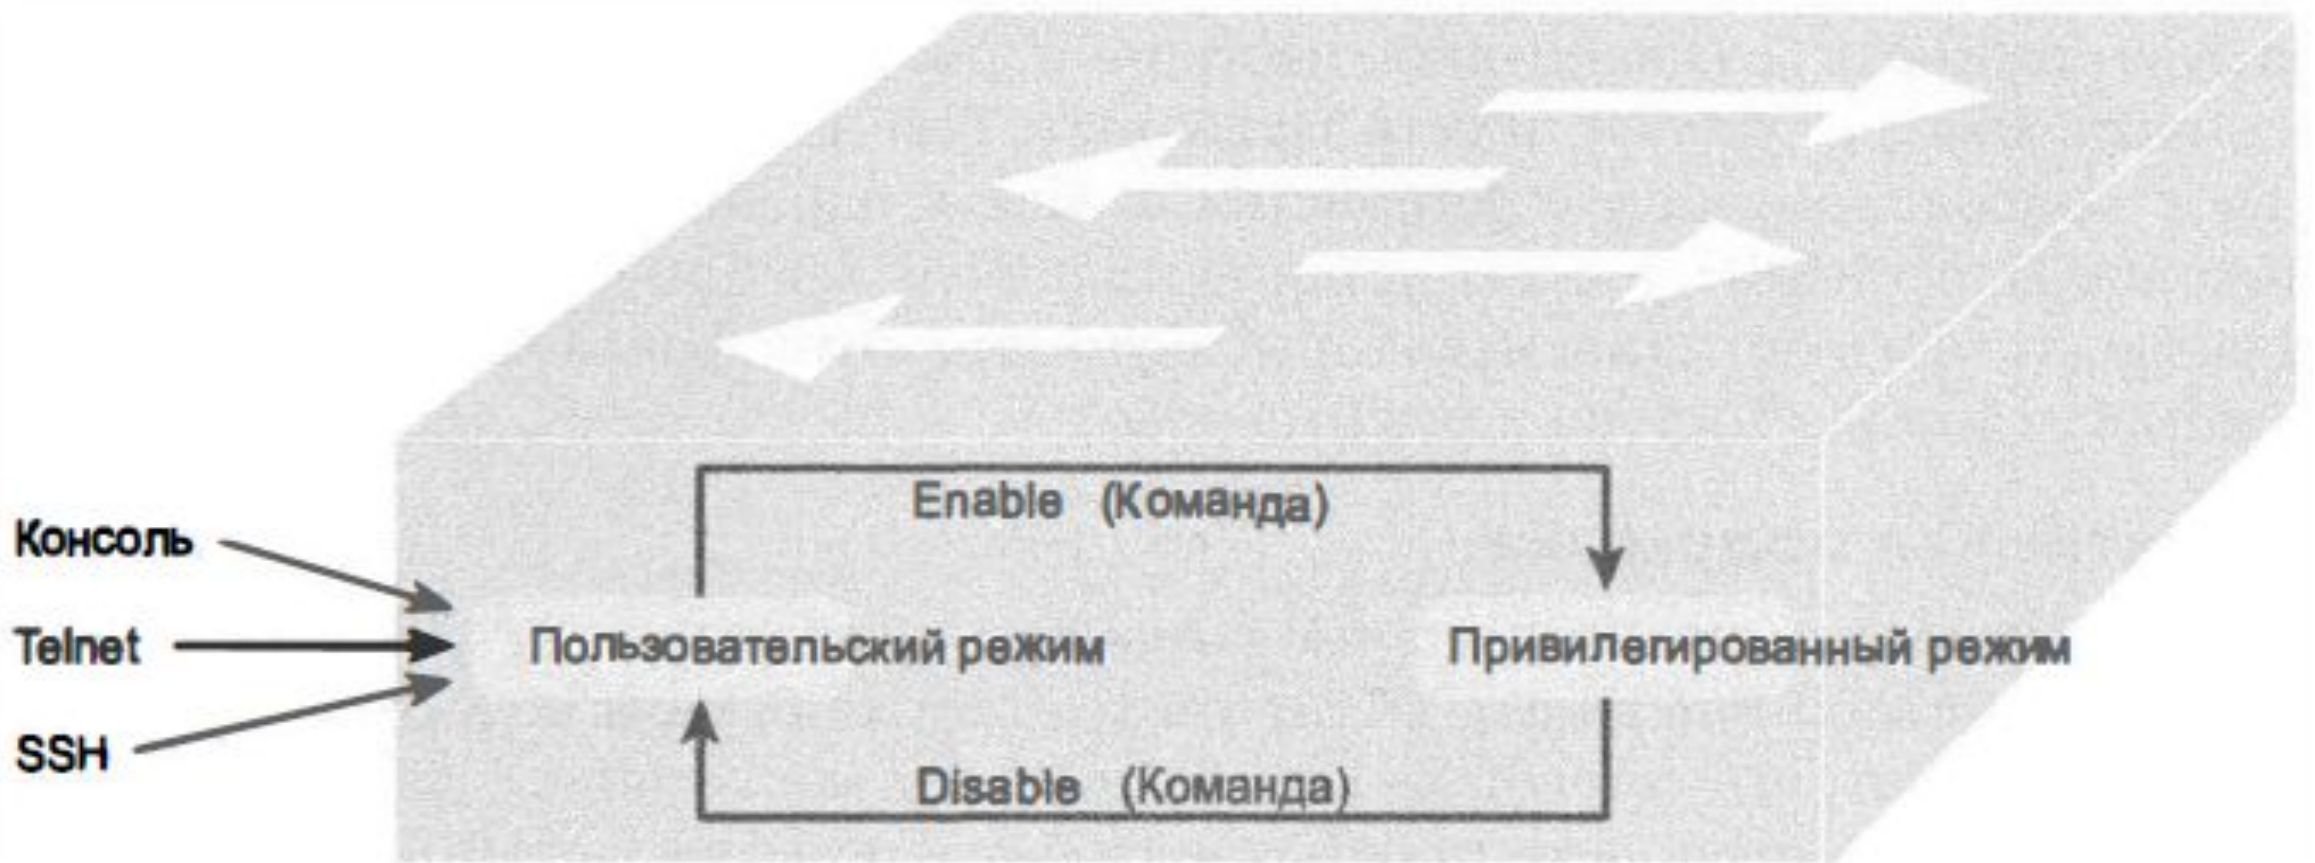 Enable (Команда)
Консоль
Telnet
SSH
Пользовательский режим
Привилегированный режим
Disable (Команда)